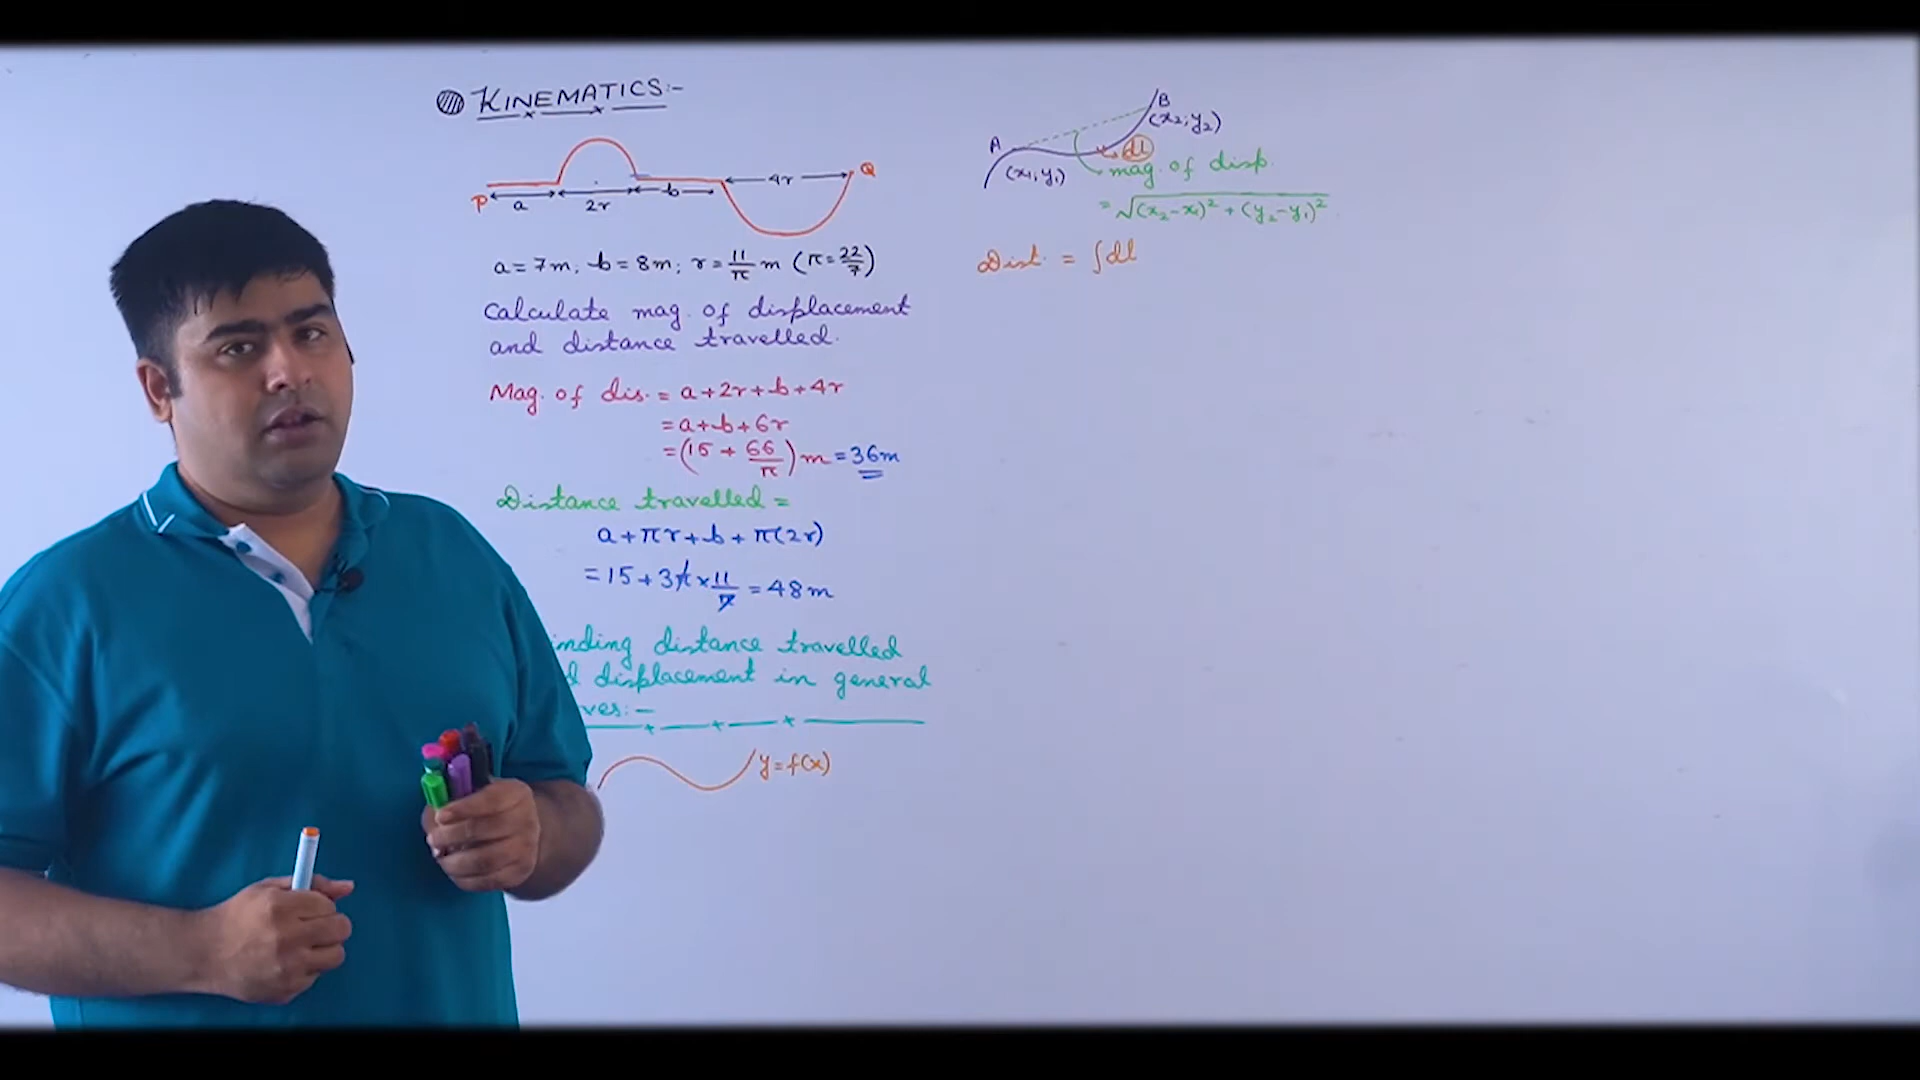 KINEMATICS:-
P a 2r b 4r Q
a=7m, b=8m; r=11/π m (π=22/7)
Calculate mag. of displacement
and distance travelled.
Mag. of dis. = a+2r+b+4r
=a+b+6r
=(15+66/π)m=36m
Distance travelled =
a+πr+b+π(2r)
=15+3π×11/π=48m
inding distance travelled
d displacement in general
ves:-
y=f(x)
B
(x2,y2)
A
dl
(x1,y1)
mag. of disp.
=√(x2-x1)²+(y2-y1)²
Dist. = ∫dl